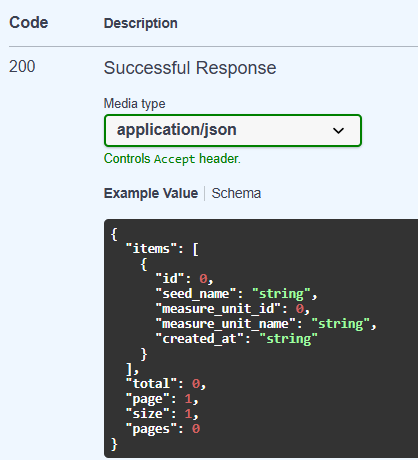 Code Description
200 Successful Response
Media type
application/json
Controls Accept header.
Example Value Schema
{
  "items": [
    {
      "id": 0,
      "seed_name": "string",
      "measure_unit_id": 0,
      "measure_unit_name": "string",
      "created_at": "string"
    }
  ],
  "total": 0,
  "page": 1,
  "size": 1,
  "pages": 0
}